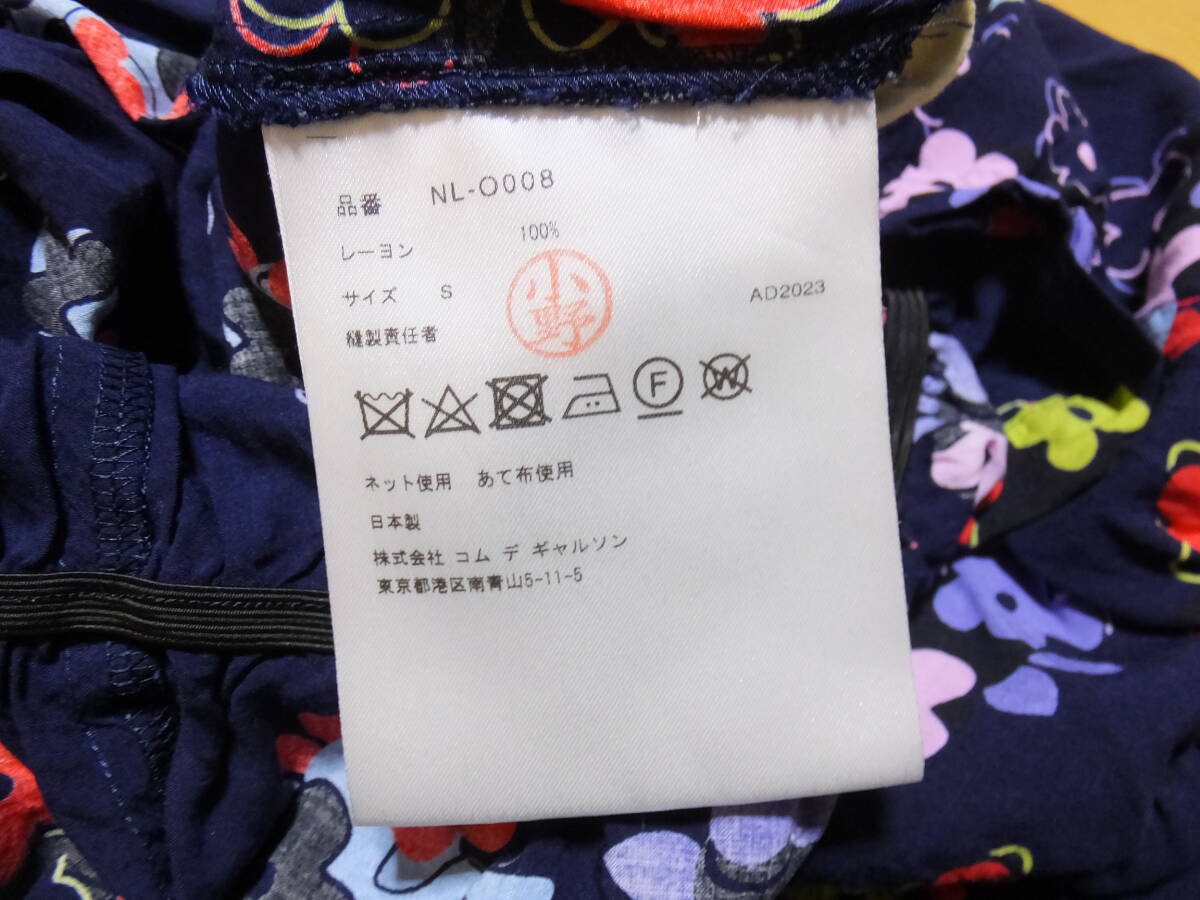 品番 NL-O008
レーヨン 100%
サイズ S AD2023
縫製責任者 小野
F W
ネット使用 あて布使用
日本製
株式会社 コム デ ギャルソン
東京都港区南青山5-11-5